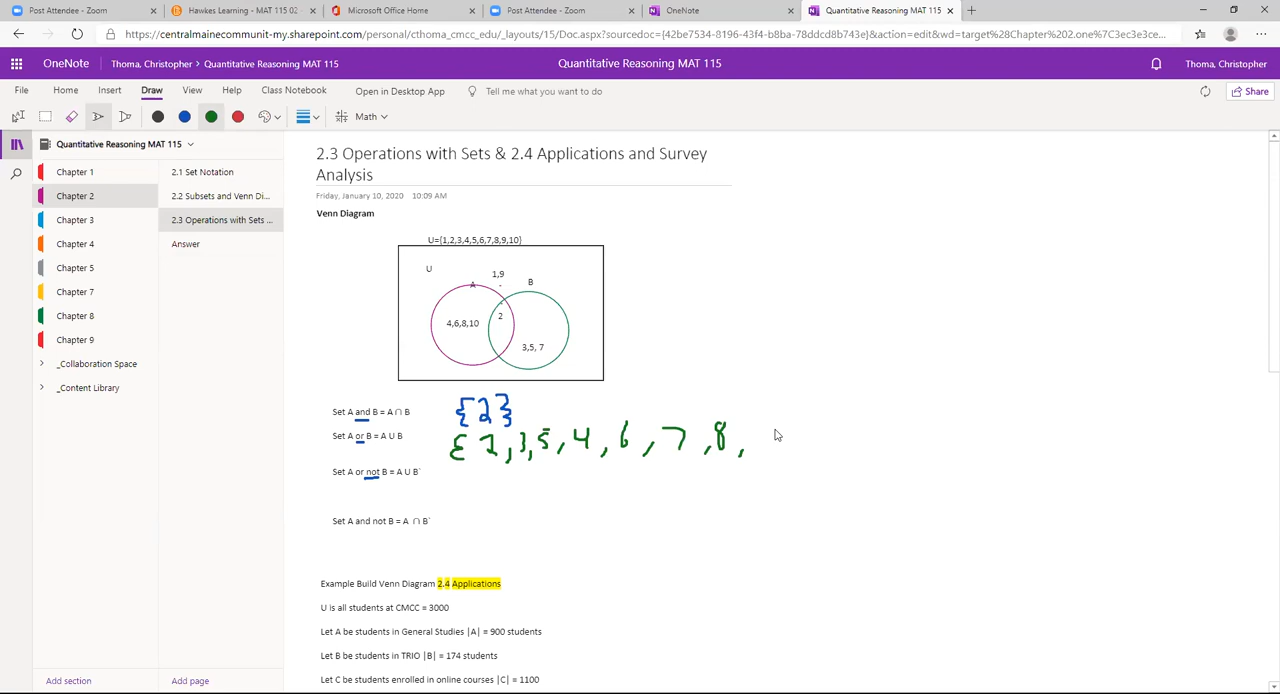 Post Attendee - Zoom
Hawkes Learning - MAT 115 02 -
Microsoft Office Home
Post Attendee - Zoom
OneNote
Quantitative Reasoning MAT 115
https://centralmainecommunit-my.sharepoint.com/personal/cthoma_cmcc_edu/_layouts/15/Doc.aspx?sourcedoc={42be7534-8196-43f4-b8ba-78ddcd8b743e}&action=edit&wd=target%28Chapter%202.one%7C3ec3e3ce...
OneNote
Thoma, Christopher > Quantitative Reasoning MAT 115
Quantitative Reasoning MAT 115
Thoma, Christopher
File Home Insert Draw View Help Class Notebook Open in Desktop App Tell me what you want to do Share
Math
Quantitative Reasoning MAT 115
Chapter 1
Chapter 2
Chapter 3
Chapter 4
Chapter 5
Chapter 7
Chapter 8
Chapter 9
_Collaboration Space
_Content Library
Add section
2.1 Set Notation
2.2 Subsets and Venn Di...
2.3 Operations with Sets ...
Answer
Add page
2.3 Operations with Sets & 2.4 Applications and Survey
Analysis
Friday, January 10, 2020 10:09 AM
Venn Diagram
U={1,2,3,4,5,6,7,8,9,10}
U
1,9
A
B
2
4,6,8,10
3,5, 7
Set A and B = A ∩ B {2}
Set A or B = A U B { 2,3,5,4,6,7,8,
Set A or not B = A U B`
Set A and not B = A ∩ B`
Example Build Venn Diagram 2.4 Applications
U is all students at CMCC = 3000
Let A be students in General Studies |A| = 900 students
Let B be students in TRIO |B| = 174 students
Let C be students enrolled in online courses |C| = 1100